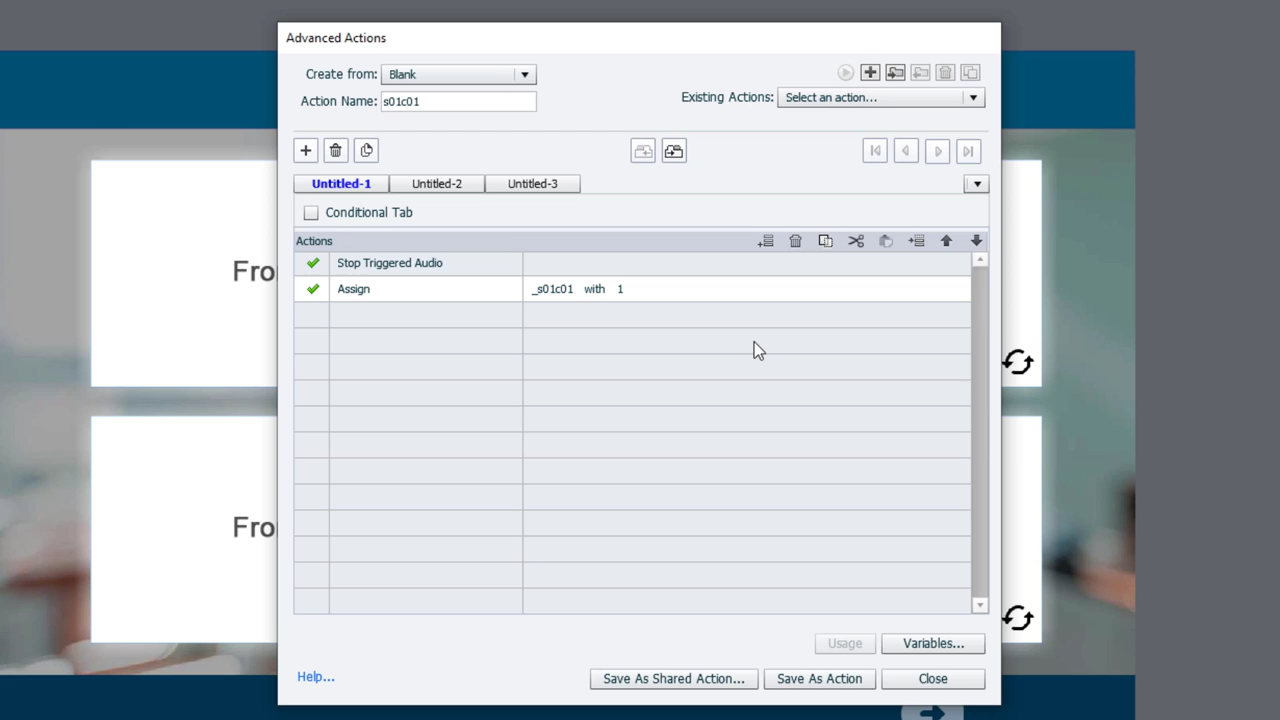 Advanced Actions
Create from: Blank
Action Name: s01c01
Existing Actions: Select an action...
Untitled-1 Untitled-2 Untitled-3
Conditional Tab
Actions
Stop Triggered Audio
Assign _s01c01 with 1
Fro
Fro
Usage Variables...
Help... Save As Shared Action... Save As Action Close